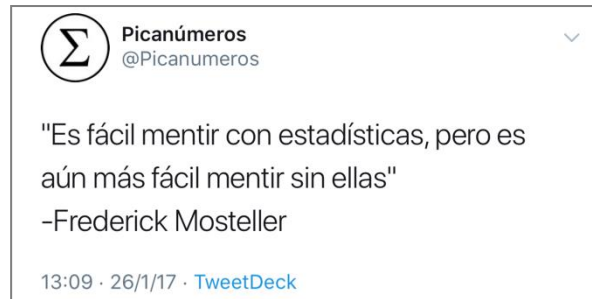 Σ
Picanúmeros
@Picanumeros
"Es fácil mentir con estadísticas, pero es
aún más fácil mentir sin ellas"
-Frederick Mosteller
13:09 · 26/1/17 · TweetDeck